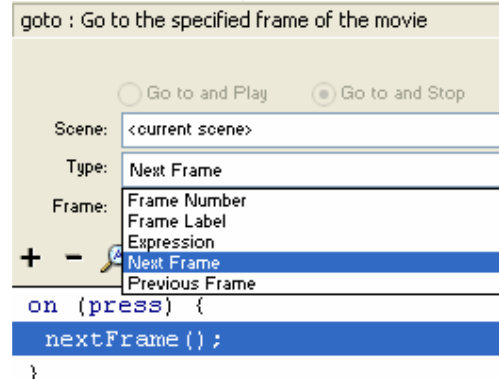 goto : Go to the specified frame of the movie
Go to and Play Go to and Stop
Scene: <current scene>
Type: Next Frame
Frame: Frame Number
Frame Label
Expression
Next Frame
Previous Frame
+ -
on (press) {
nextFrame();
}